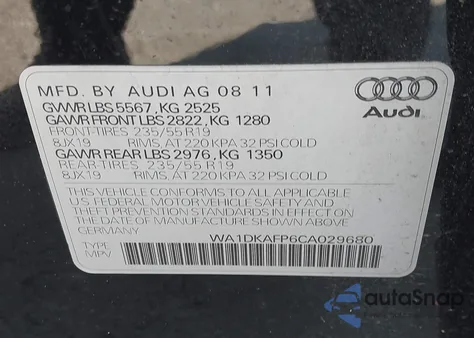 MFD. BY AUDI AG 08 11
GVWR LBS 5567, KG 2525
GAWR FRONT LBS 2822, KG 1280
FRONT-TIRES 235/55 R19
8JX19 RIMS, AT 220 KPA 32 PSI COLD
GAWR REAR LBS 2976, KG 1350
REAR TIRES 235/55 R19
8JX19 RIMS, AT 220 KPA 32 PSI COLD
THIS VEHICLE CONFORMS TO ALL APPLICABLE
U.S. FEDERAL MOTOR VEHICLE SAFETY AND
THEFT PREVENTION STANDARDS IN EFFECT ON
THE DATE OF MANUFACTURE SHOWN ABOVE
GERMANY
TYPE WA1DKAFP6CA029680
MPV
Audi
autoSnap